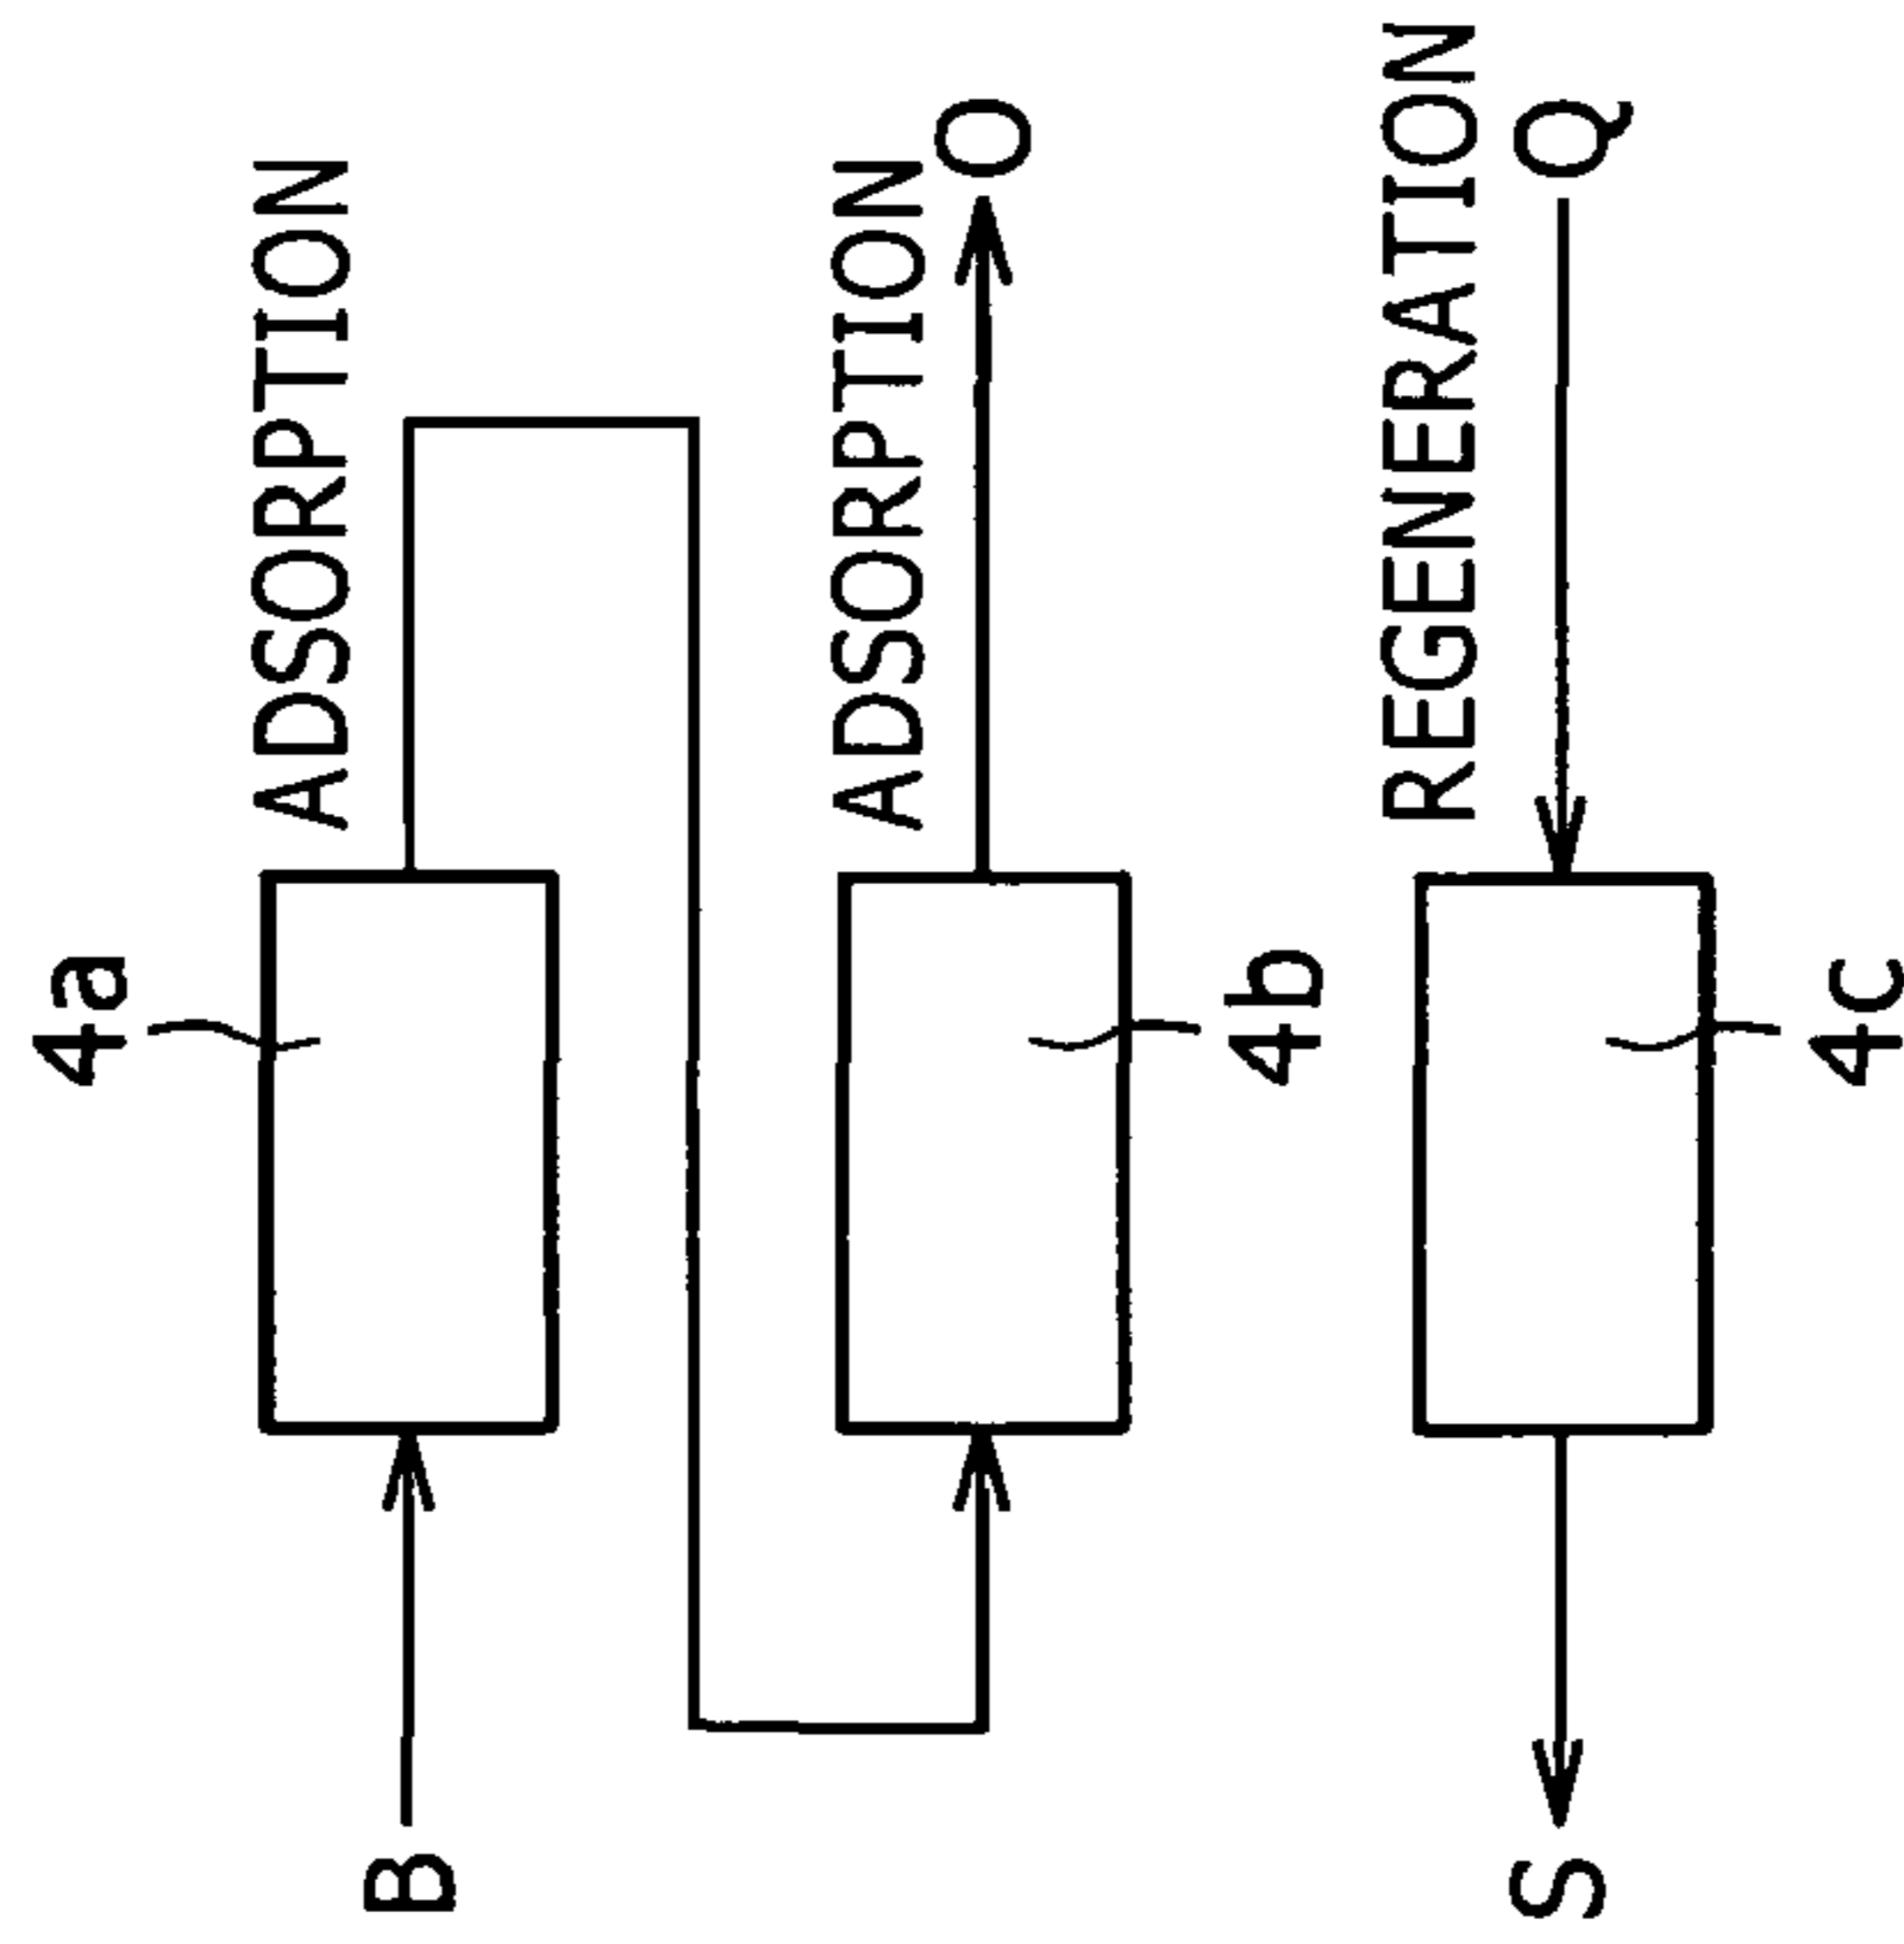 4a
ADSORPTION
B
ADSORPTION
O
4b
REGENERATION
Q
S
4c